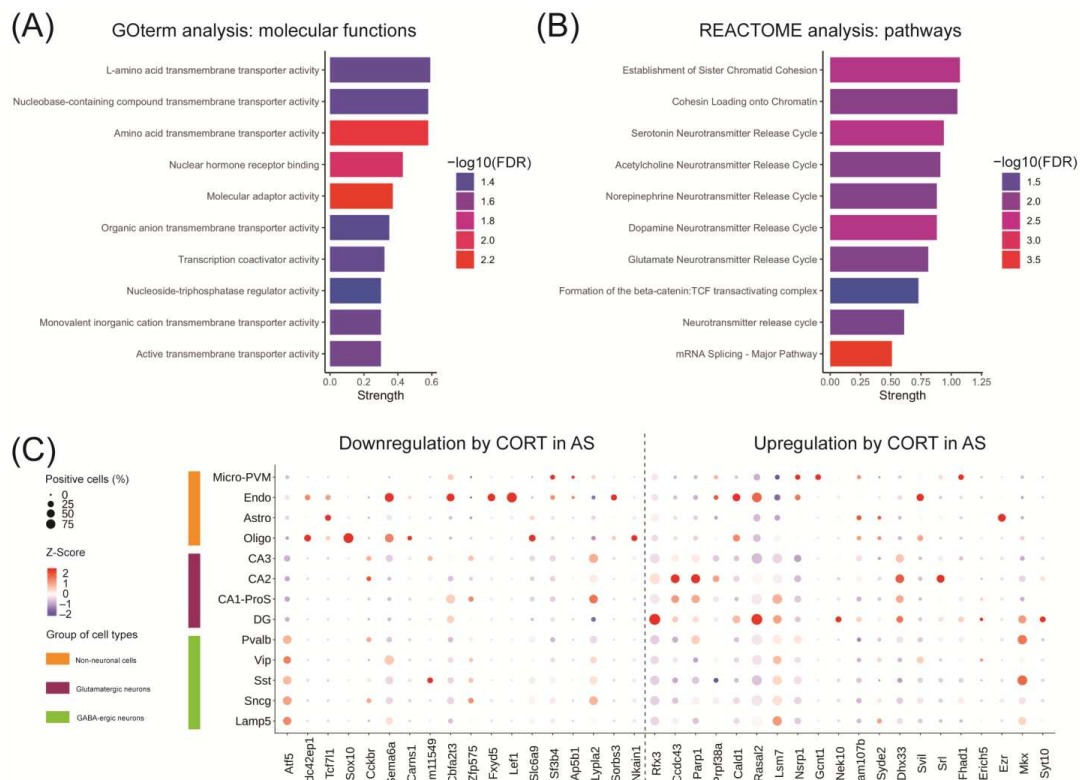 (A)
GOterm analysis: molecular functions
L-amino acid transmembrane transporter activity
Nucleobase-containing compound transmembrane transporter activity
Amino acid transmembrane transporter activity
Nuclear hormone receptor binding
Molecular adaptor activity
Organic anion transmembrane transporter activity
Transcription coactivator activity
Nucleoside-triphosphatase regulator activity
Monovalent inorganic cation transmembrane transporter activity
Active transmembrane transporter activity
0.0 0.2 0.4 0.6
Strength
−log10(FDR)
1.4
1.6
1.8
2.0
2.2
(B)
REACTOME analysis: pathways
Establishment of Sister Chromatid Cohesion
Cohesin Loading onto Chromatin
Serotonin Neurotransmitter Release Cycle
Acetylcholine Neurotransmitter Release Cycle
Norepinephrine Neurotransmitter Release Cycle
Dopamine Neurotransmitter Release Cycle
Glutamate Neurotransmitter Release Cycle
Formation of the beta-catenin:TCF transactivating complex
Neurotransmitter release cycle
mRNA Splicing - Major Pathway
0.00 0.25 0.50 0.75 1.00 1.25
Strength
−log10(FDR)
1.5
2.0
2.5
3.0
3.5
(C)
Downregulation by CORT in AS
Upregulation by CORT in AS
Positive cells (%)
0
25
50
75
Z-Score
2
1
0
−1
−2
Group of cell types
Non-neuronal cells
Glutamatergic neurons
GABA-ergic neurons
Micro-PVM
Endo
Astro
Oligo
CA3
CA2
CA1-ProS
DG
Pvalb
Vip
Sst
Sncg
Lamp5
Atf5
dc42ep1
Tcf7l1
Sox10
Cckbr
Sema6a
Carns1
m11549
Cbfa2t3
Zfp575
Fxyd5
Lef1
Slc6a9
Sf3b4
Ap5b1
Lypla2
Sorbs3
Nkain1
Rfx3
Ccdc43
Parp1
Prpf38a
Cald1
Rasal2
Lsm7
Nsrp1
Gcnt1
Nek10
am107b
Syde2
Dhx33
Svil
Srl
Shad1
Ezr
Erich5
Mkx
Syt10